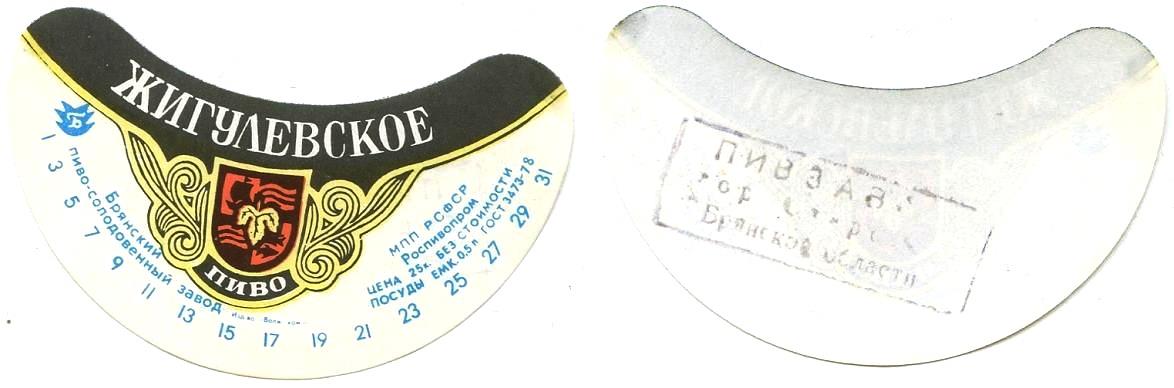 ЖИГУЛЕВСКОЕ
Б
ПИВО
Брянский
пиво-солодовенный завод
МПП РСФСР
Роспивопром
ЦЕНА 25к. БЕЗ СТОИМОСТИ
ПОСУДЫ ЕМК. 0,5 л ГОСТ 3473-78
1 3 5 7 9 11 13 15 17 19 21 23 25 27 29 31
ПИВЗАВ
гор
Брянской области